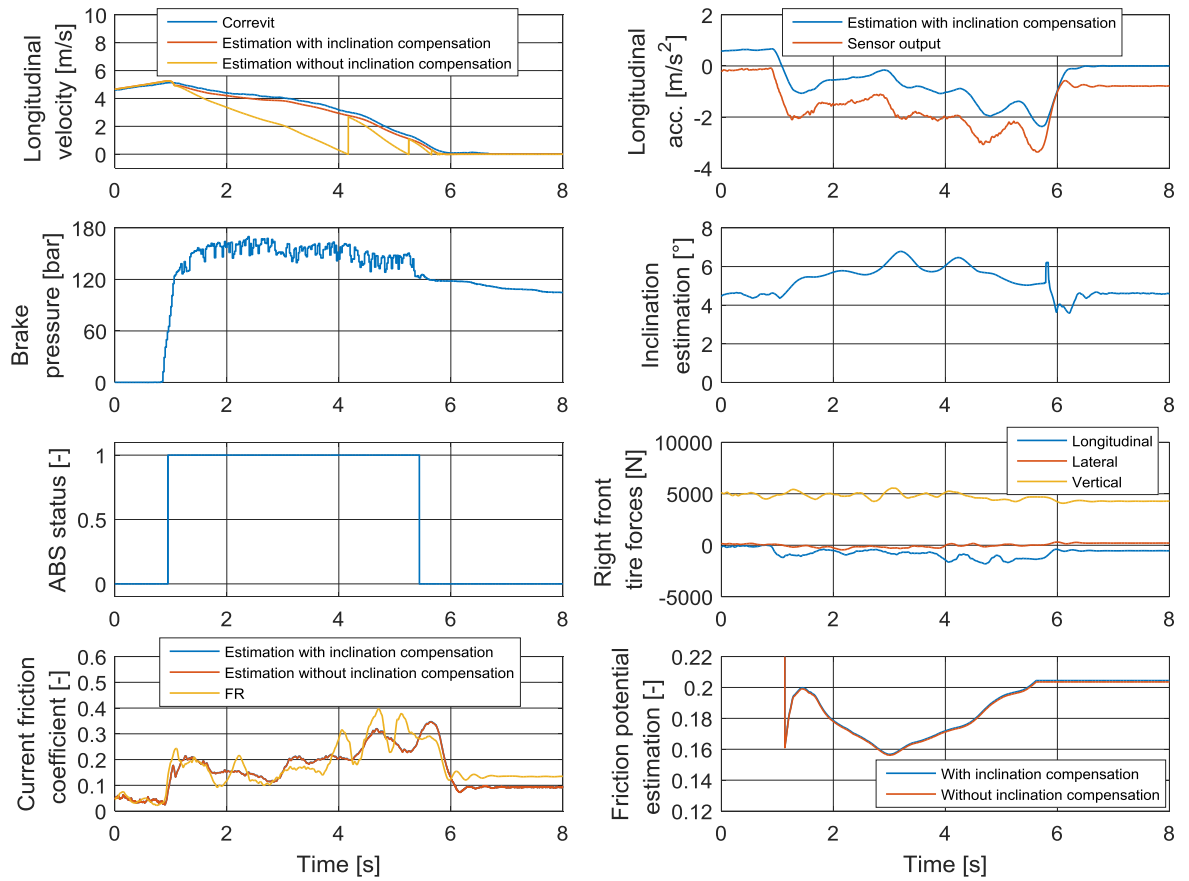 10
8
6
4
2
0
0
2
4
6
8
Longitudinal
velocity [m/s]
Correvit
Estimation with inclination compensation
Estimation without inclination compensation
2
0
-2
-4
0
2
4
6
8
Longitudinal
acc. [m/s2]
Estimation with inclination compensation
Sensor output
180
120
60
0
0
2
4
6
8
Brake
pressure [bar]
8
6
4
2
0
0
2
4
6
8
Inclination
estimation [°]
1
0.5
0
0
2
4
6
8
ABS status [-]
10000
5000
0
-5000
0
2
4
6
8
Right front
tire forces [N]
Longitudinal
Lateral
Vertical
0.6
0.5
0.4
0.3
0.2
0.1
0
0
2
4
6
8
Current friction
coefficient [-]
Estimation with inclination compensation
Estimation without inclination compensation
FR
Time [s]
0.22
0.2
0.18
0.16
0.14
0.12
0
2
4
6
8
Friction potential
estimation [-]
With inclination compensation
Without inclination compensation
Time [s]